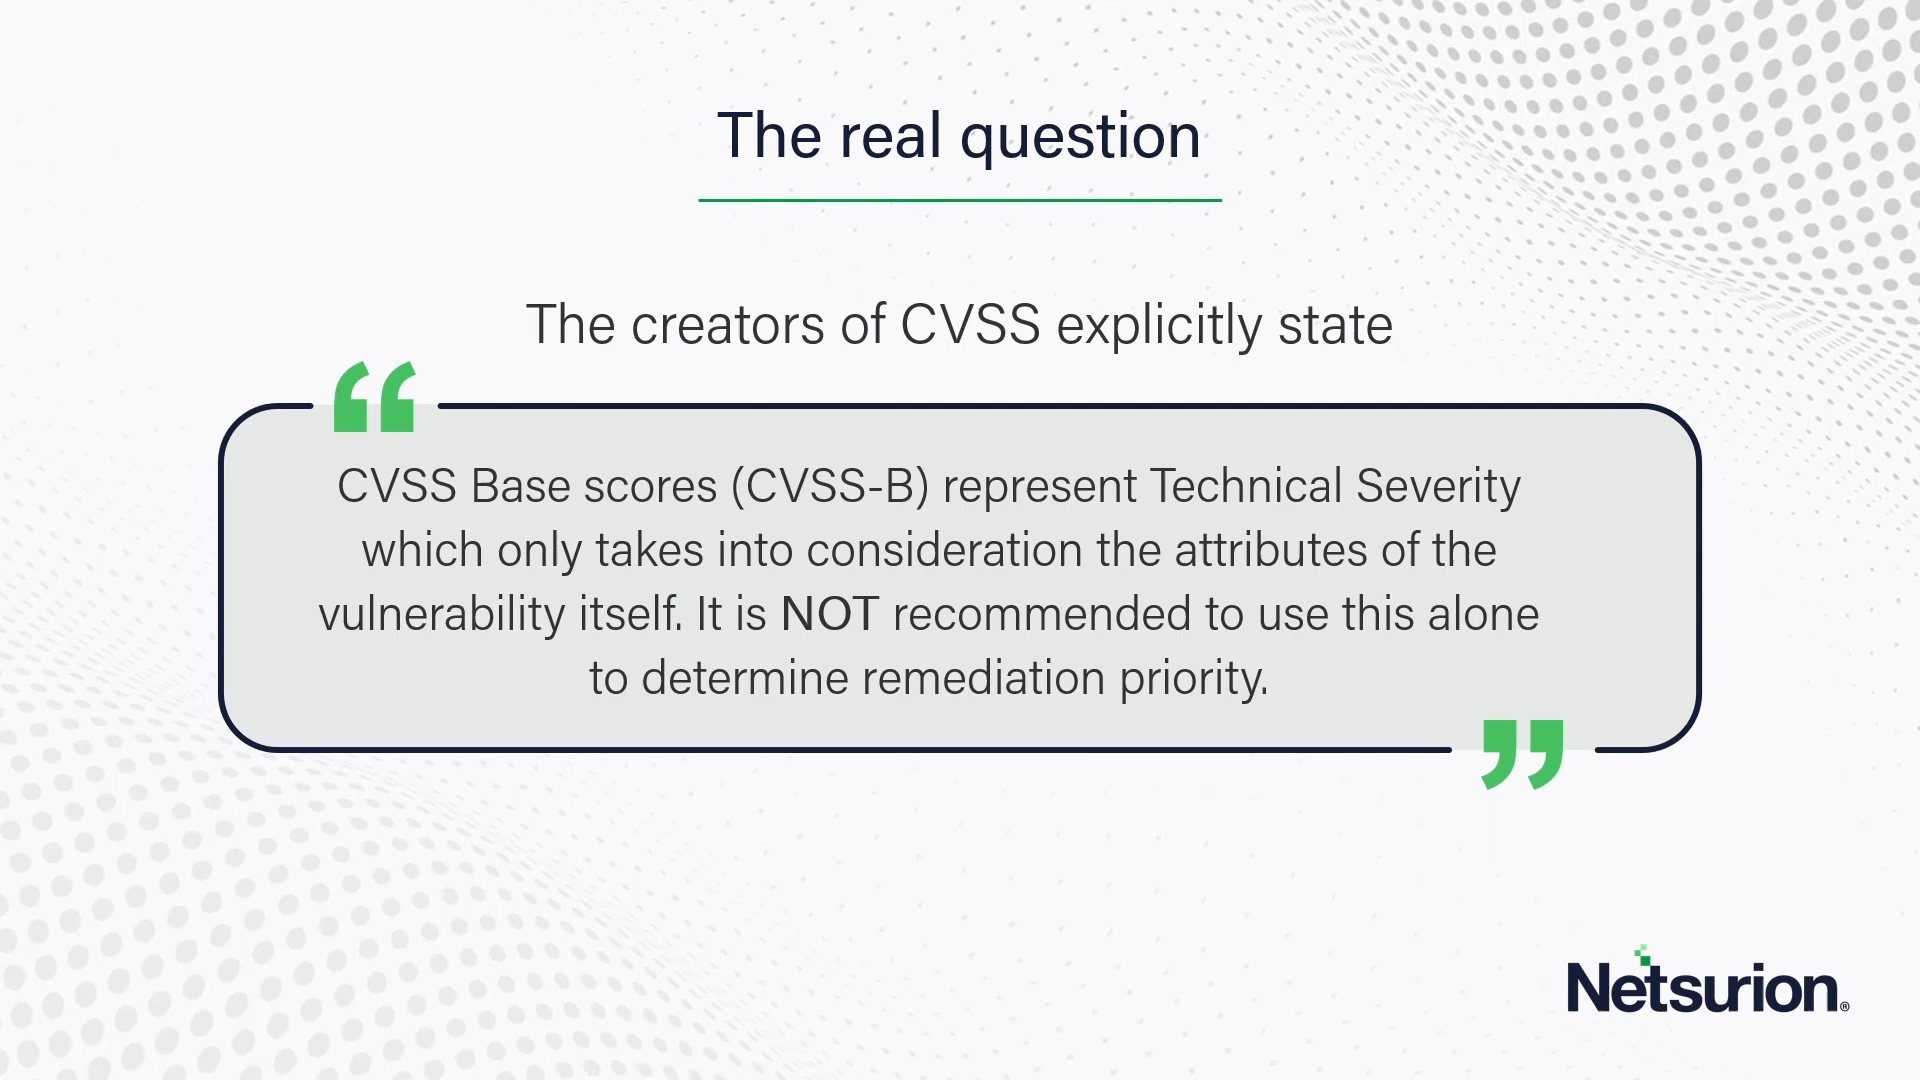 The real question
The creators of CVSS explicitly state
“
CVSS Base scores (CVSS-B) represent Technical Severity
which only takes into consideration the attributes of the
vulnerability itself. It is NOT recommended to use this alone
to determine remediation priority.
”
Netsurion®